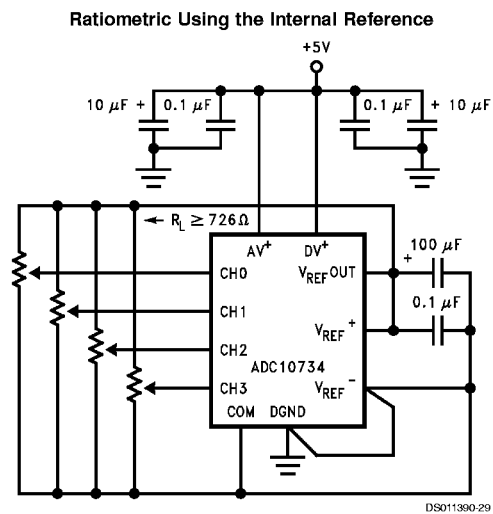 Ratiometric Using the Internal Reference
+5V
10 μF + 0.1 μF 0.1 μF + 10 μF
← R_L ≥ 726Ω
AV⁺ DV⁺
CH0 V_REF OUT + 100 μF
0.1 μF
CH1 V_REF⁺
CH2
ADC10734
CH3 V_REF⁻
COM DGND
DS011390-29